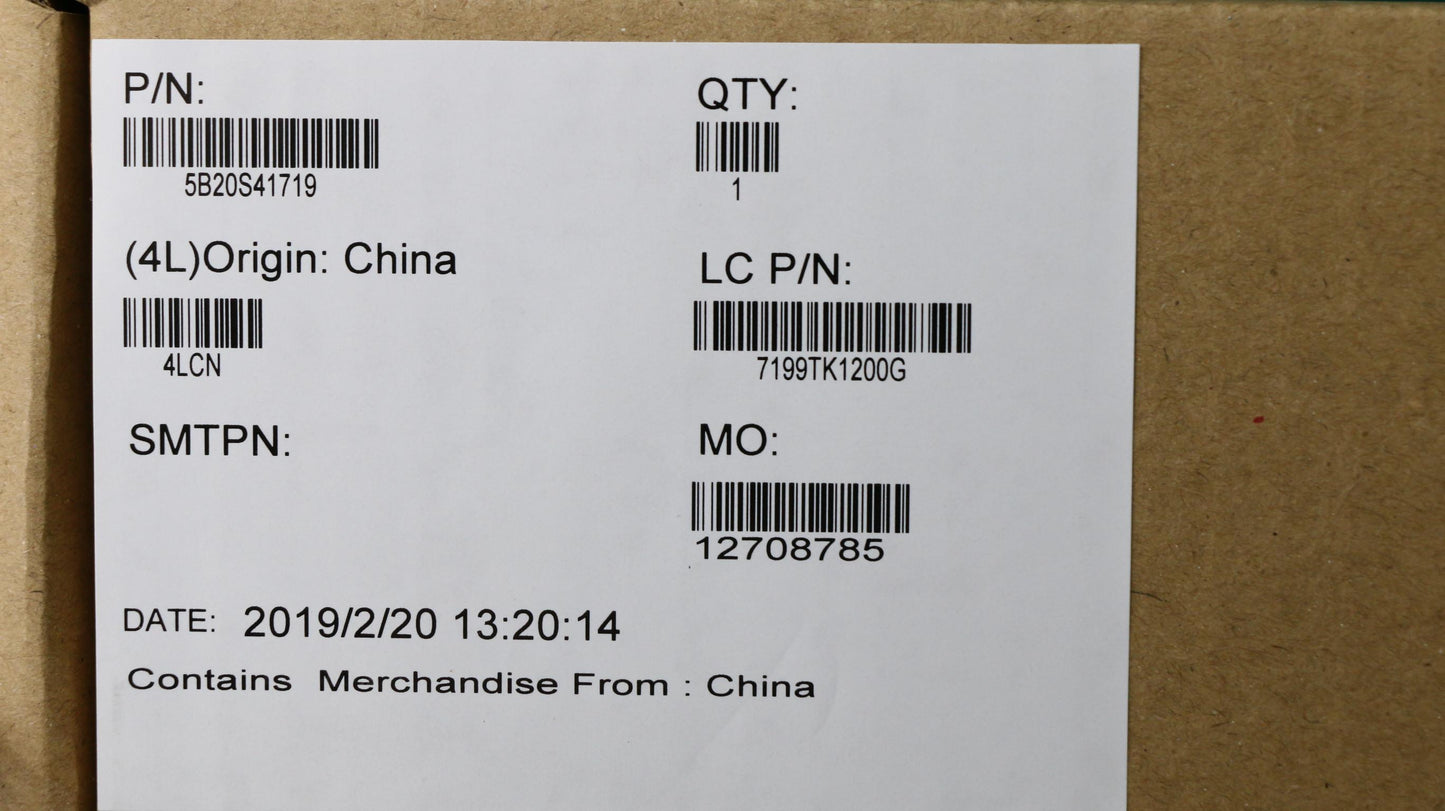 P/N:
QTY:
5B20S41719
1
(4L)Origin: China
LC P/N:
4LCN
7199TK1200G
SMTPN:
MO:
12708785
DATE: 2019/2/20 13:20:14
Contains Merchandise From : China